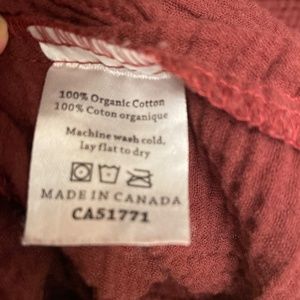 100% Organic Cotton
100% Coton organique
Machine wash cold,
lay flat to dry
MADE IN CANADA
CA51771